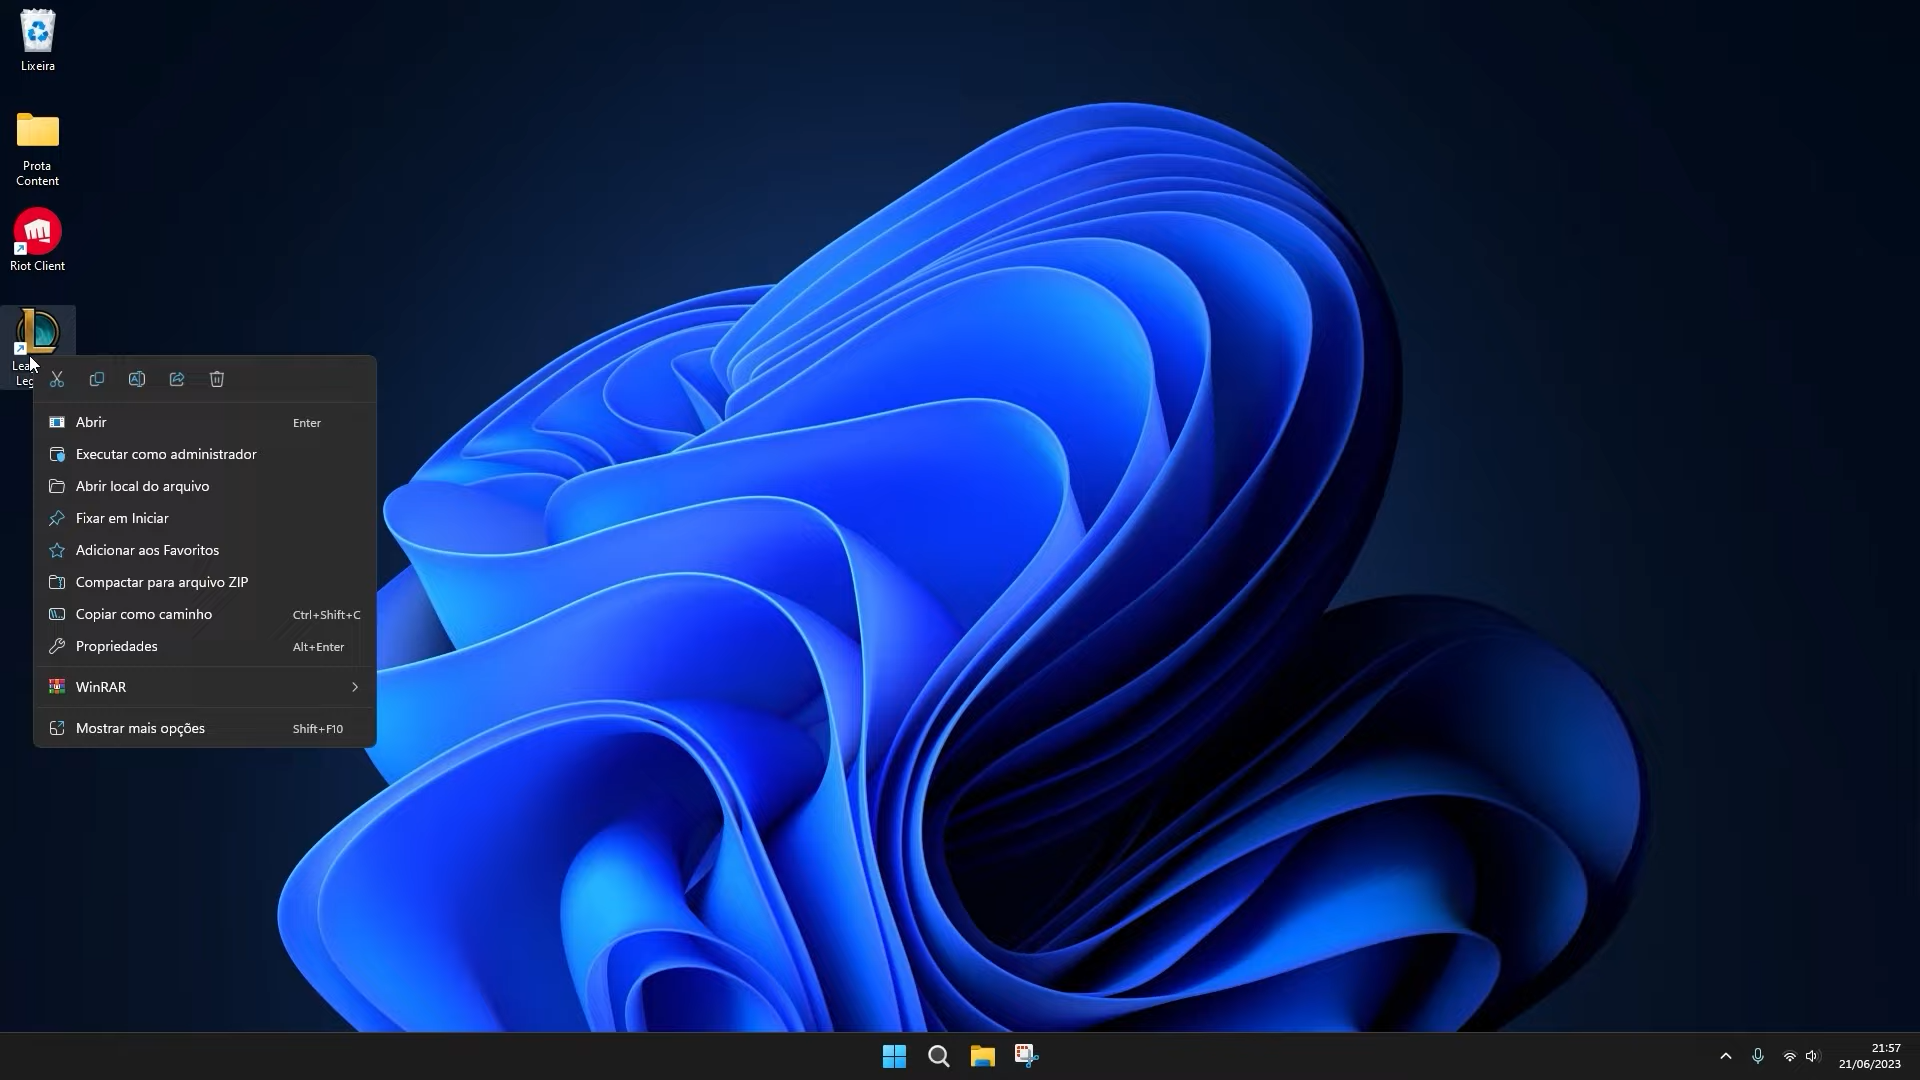 Lixeira
Prota
Content
Riot Client
Abrir Enter
Executar como administrador
Abrir local do arquivo
Fixar em Iniciar
Adicionar aos Favoritos
Compactar para arquivo ZIP
Copiar como caminho Ctrl+Shift+C
Propriedades Alt+Enter
WinRAR
Mostrar mais opções Shift+F10
21:57
21/06/2023